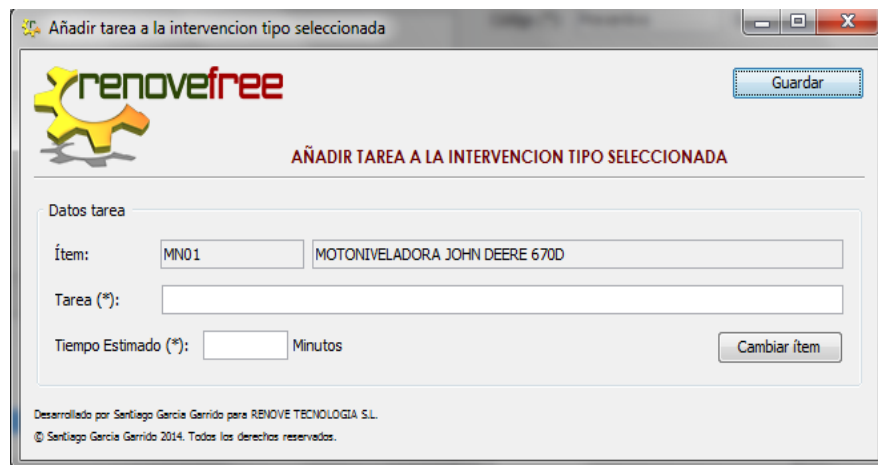 Añadir tarea a la intervencion tipo seleccionada
renovefree
Guardar
AÑADIR TAREA A LA INTERVENCION TIPO SELECCIONADA
Datos tarea
Ítem: MN01 MOTONIVELADORA JOHN DEERE 670D
Tarea (*):
Tiempo Estimado (*): Minutos Cambiar ítem
Desarrollado por Santiago Garcia Garrido para RENOVE TECNOLOGIA S.L.
© Santiago Garcia Garrido 2014. Todos los derechos reservados.